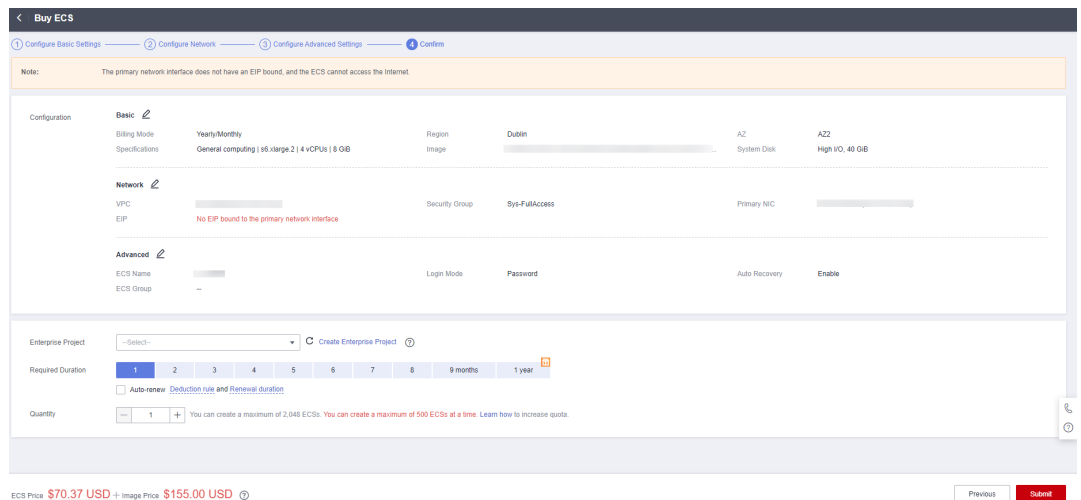 < Buy ECS
1 Configure Basic Settings 2 Configure Network 3 Configure Advanced Settings 4 Confirm
Note: The primary network interface does not have an EIP bound, and the ECS cannot access the Internet.
Configuration Basic
Billing Mode Yearly/Monthly Region Dublin AZ AZ2
Specifications General computing | s6.xlarge.2 | 4 vCPUs | 8 GiB Image ... System Disk High I/O, 40 GiB
Network
VPC Security Group Sys-FullAccess Primary NIC
EIP No EIP bound to the primary network interface
Advanced
ECS Name Login Mode Password Auto Recovery Enable
ECS Group --
Enterprise Project --Select-- Create Enterprise Project ?
Required Duration 1 2 3 4 5 6 7 8 9 months 1 year
Auto-renew Deduction rule and Renewal duration
Quantity — 1 + You can create a maximum of 2,048 ECSs. You can create a maximum of 500 ECSs at a time. Learn how to increase quota.
?
ECS Price $70.37 USD + Image Price $155.00 USD ? Previous Submit